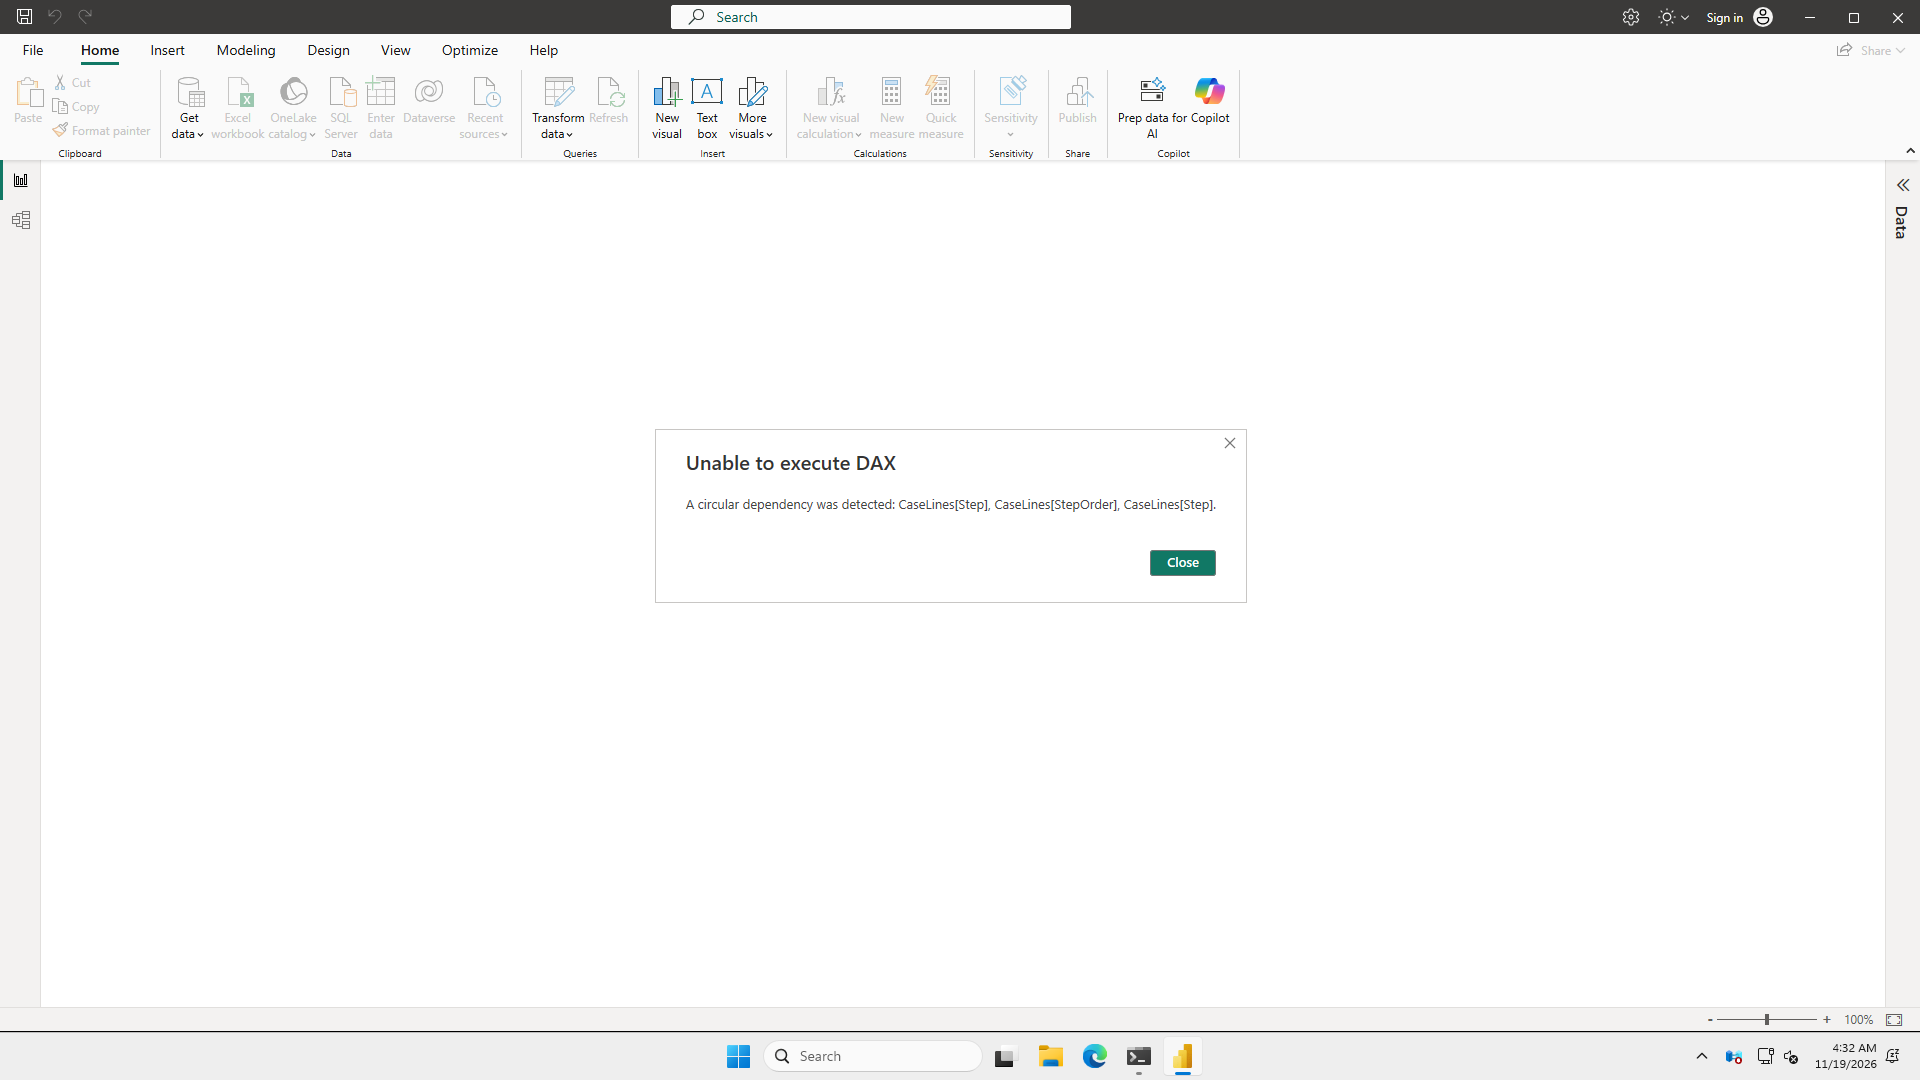 Search
Sign in
File
Home
Insert
Modeling
Design
View
Optimize
Help
Share
Paste
Cut
Copy
Format painter
Clipboard
Get
data
Excel
workbook
OneLake
catalog
SQL
Server
Enter
data
Dataverse
Recent
sources
Data
Transform
data
Refresh
Queries
New
visual
Text
box
More
visuals
Insert
New visual
calculation
New
measure
Quick
measure
Calculations
Sensitivity
Sensitivity
Publish
Share
Prep data for
AI
Copilot
Copilot
Data
Unable to execute DAX
A circular dependency was detected: CaseLines[Step], CaseLines[StepOrder], CaseLines[Step].
Close
- + 100%
Search
4:32 AM
11/19/2026